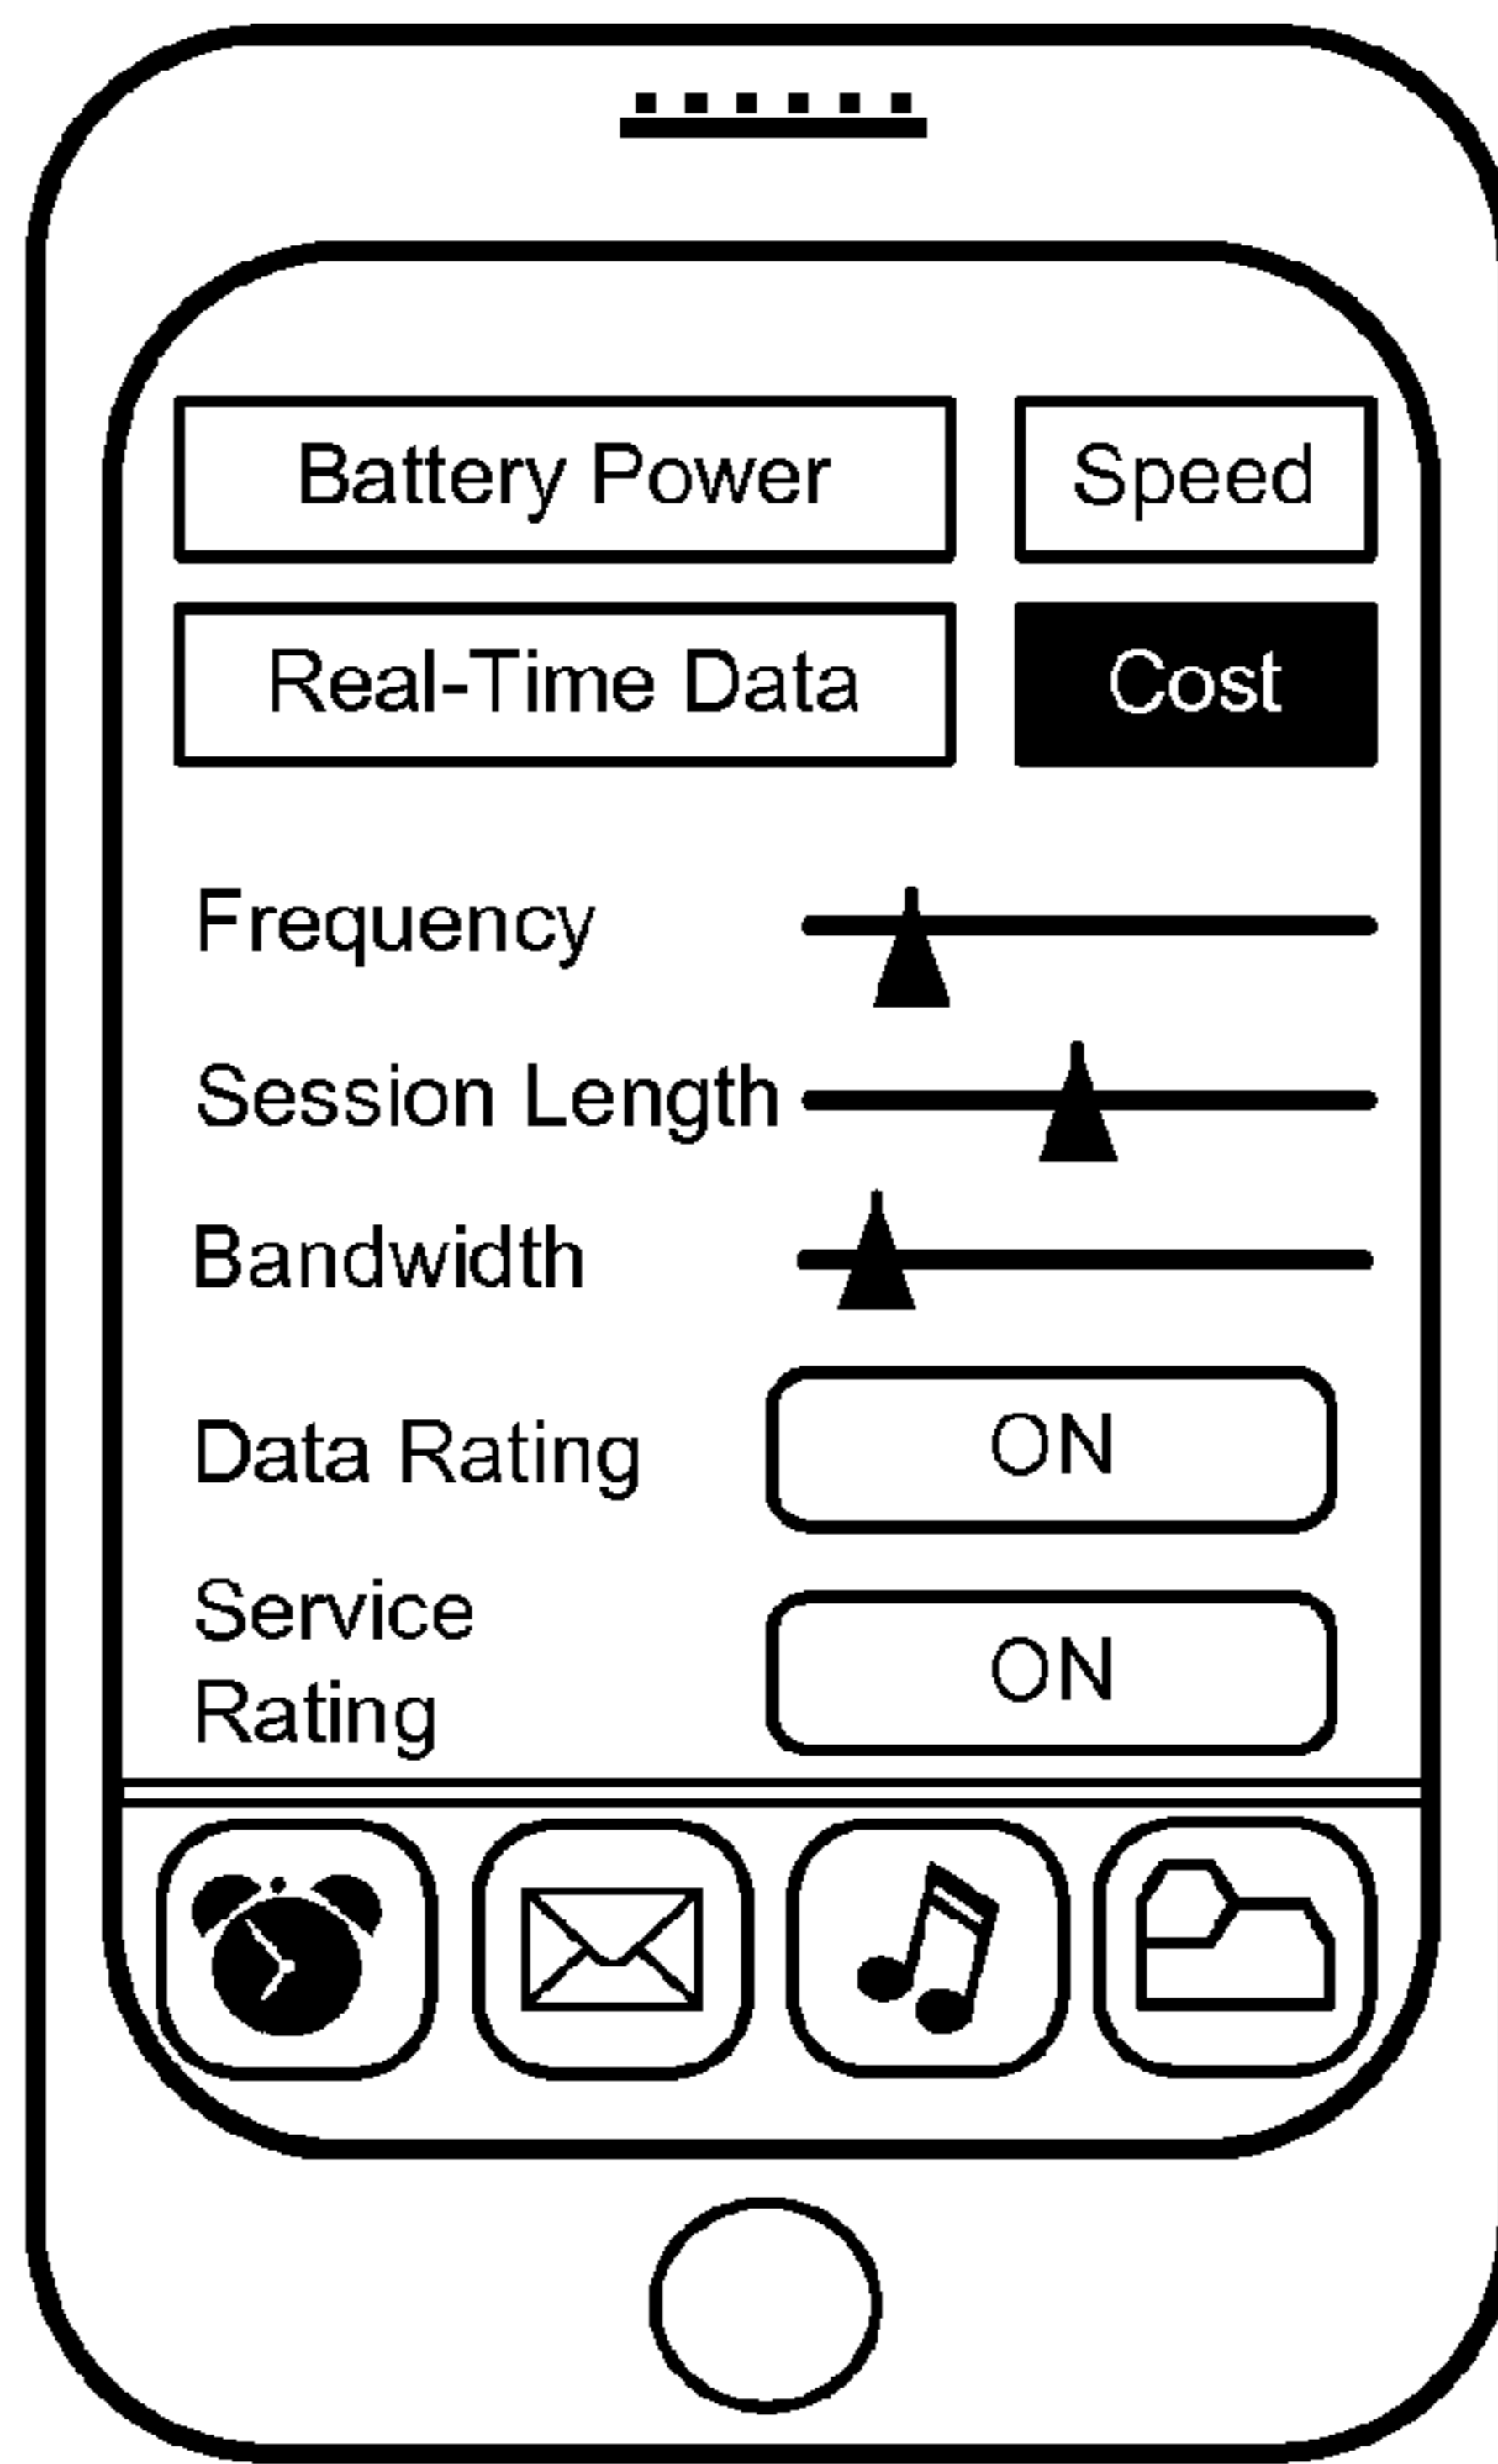 Battery Power
Speed
Real-Time Data
Cost
Frequency
Session Length
Bandwidth
Data Rating
ON
Service
Rating
ON